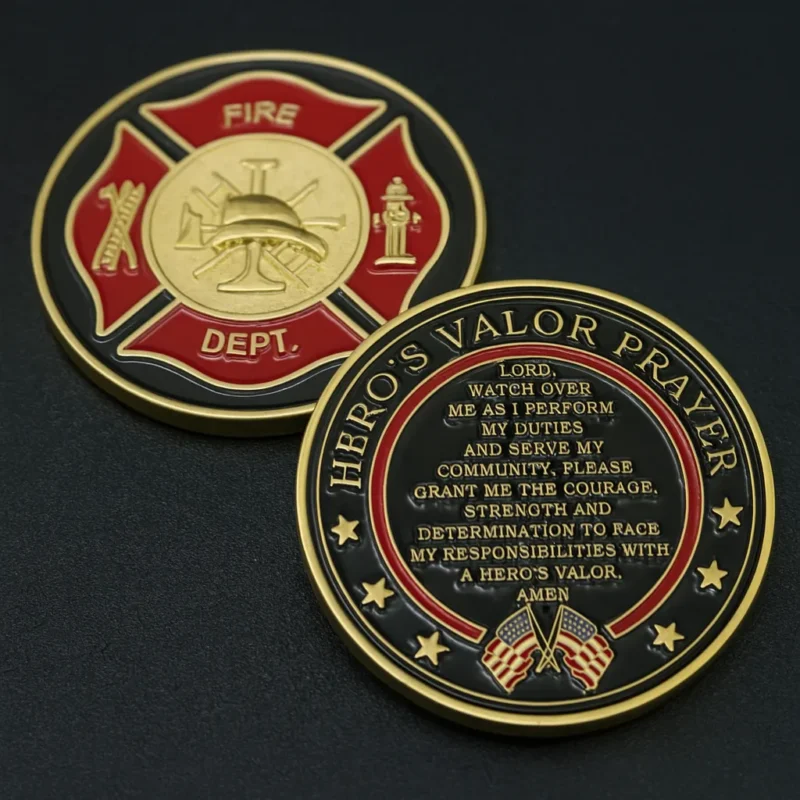 FIRE
DEPT.
HERO'S VALOR PRAYER
LORD,
WATCH OVER
ME AS I PERFORM
MY DUTIES
AND SERVE MY
COMMUNITY, PLEASE
GRANT ME THE COURAGE,
STRENGTH AND
DETERMINATION TO FACE
MY RESPONSIBILITIES WITH
A HERO'S VALOR,
AMEN